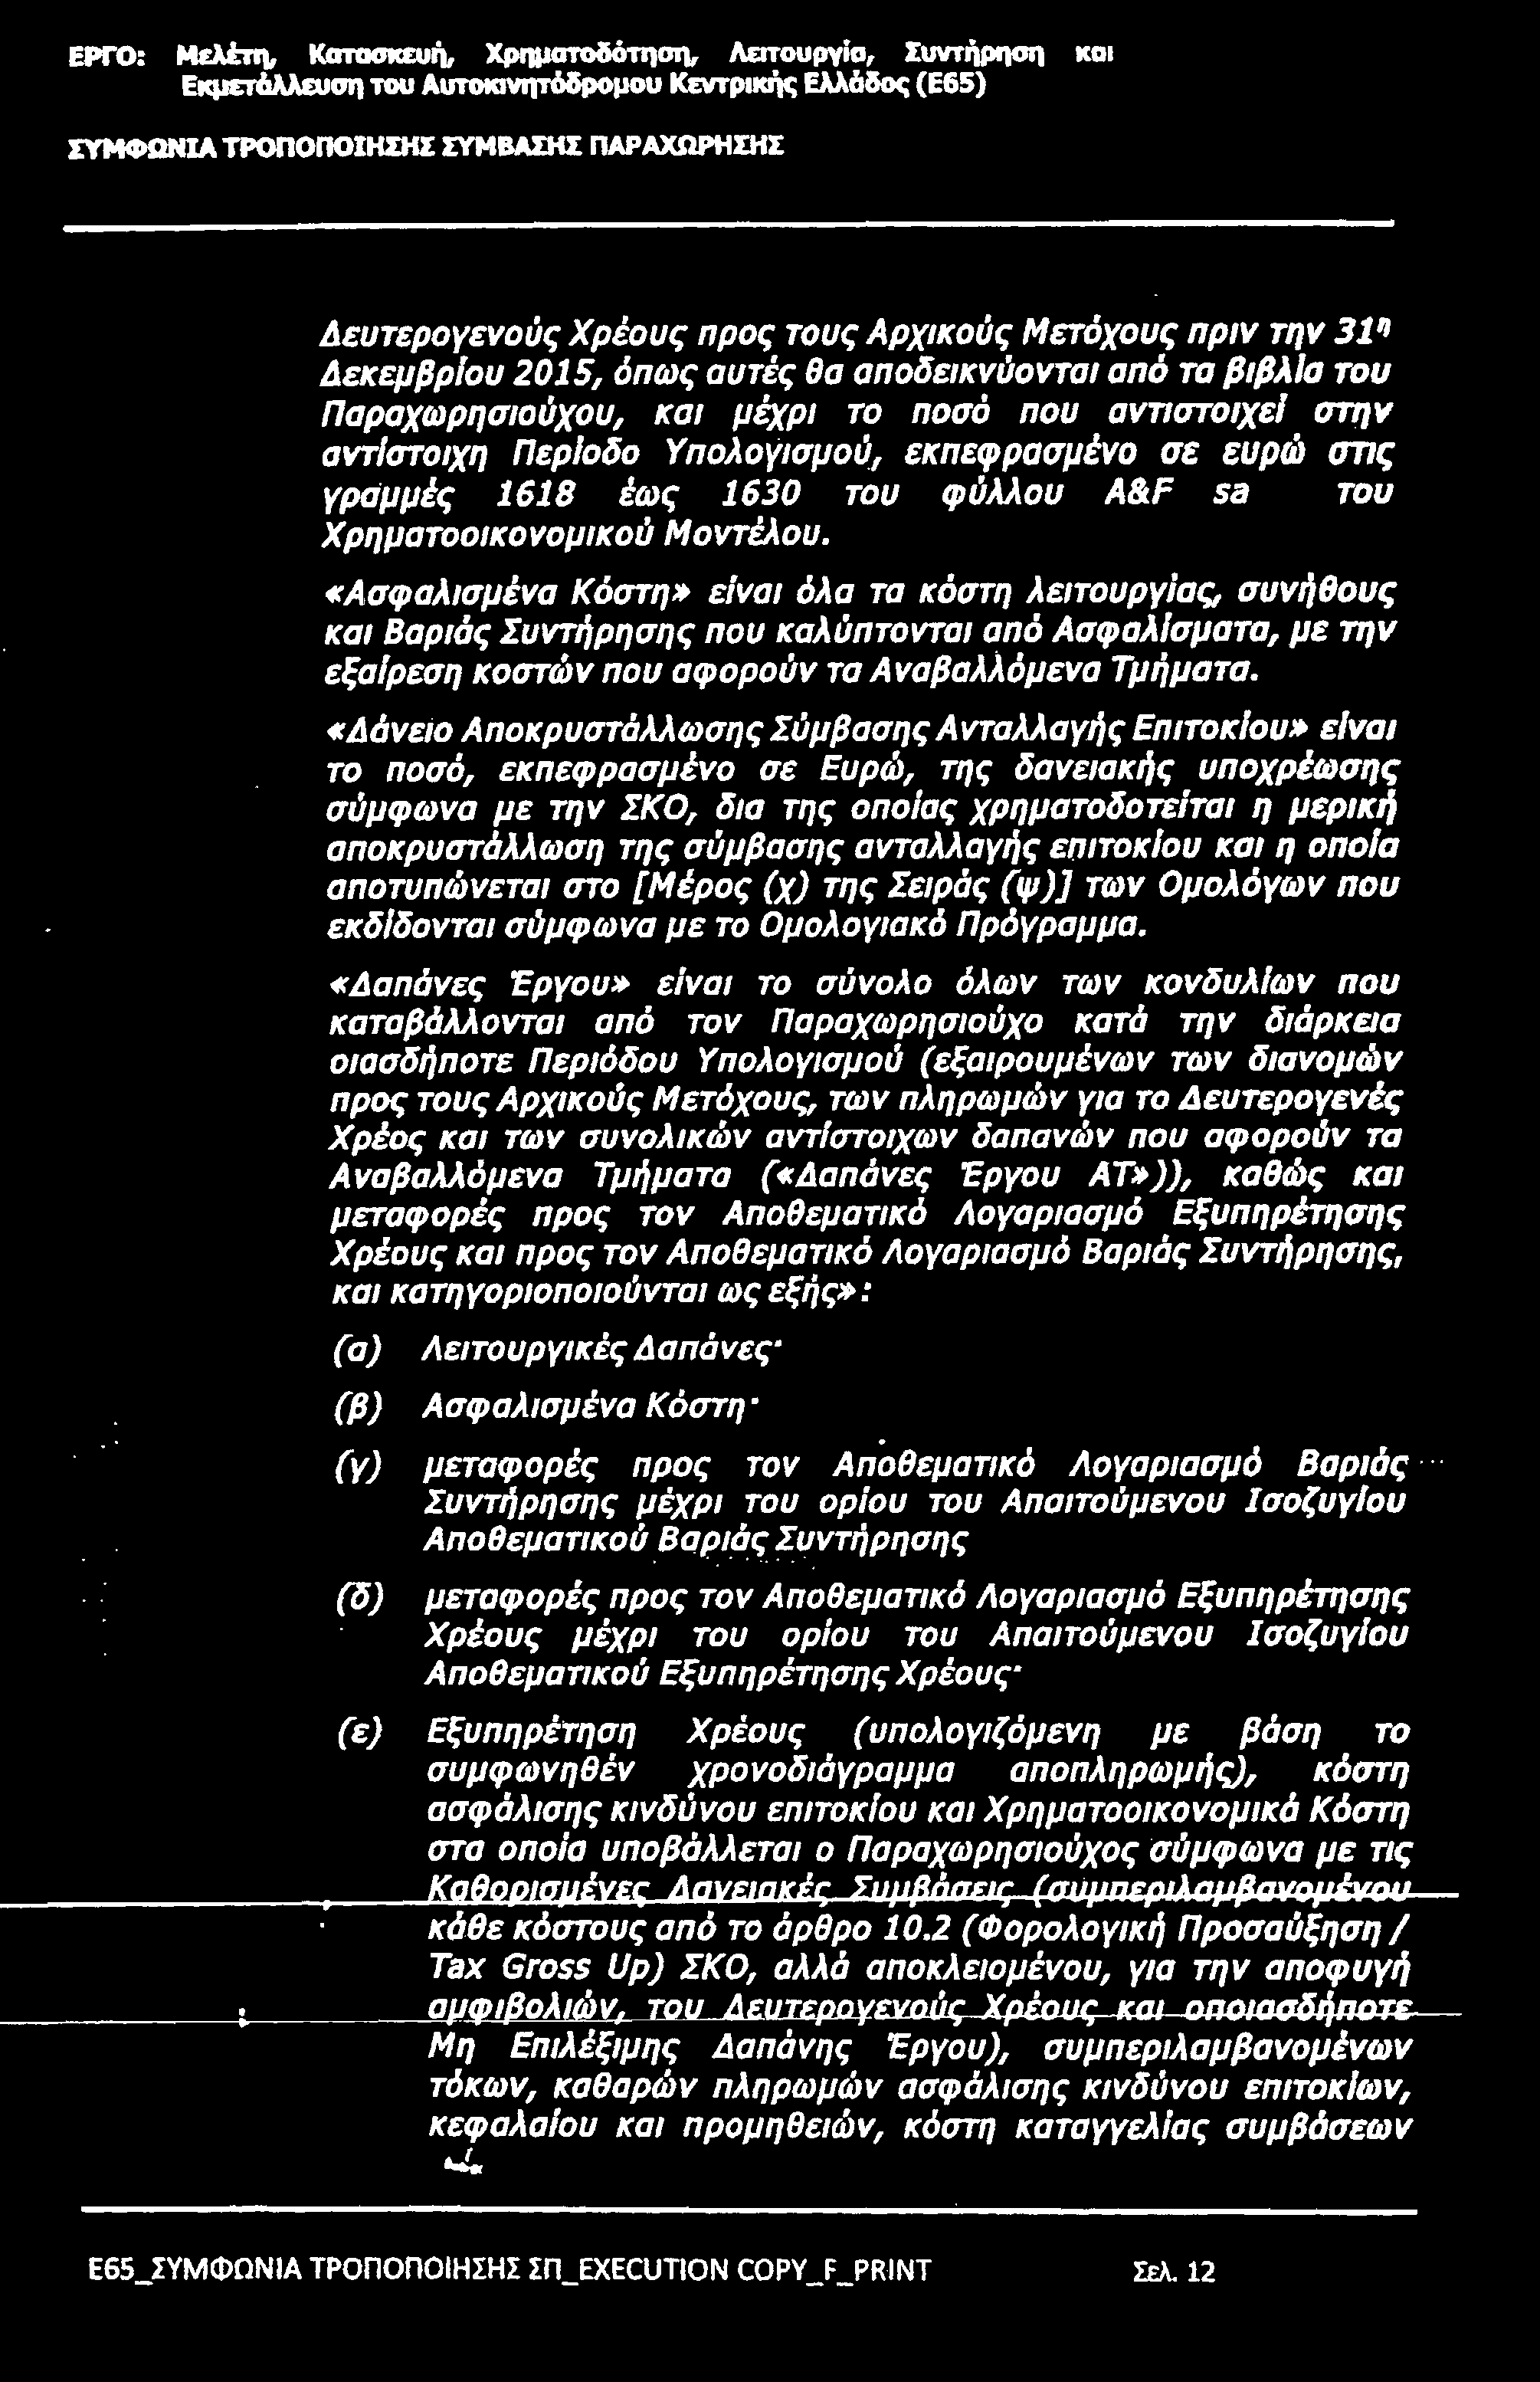 ΕΡΓΟ: Μελέτη, Κατασκευή, Χρηματοδότηση, Λειτουργία, Συντήρηση και
Εκμετάλλευση του Αυτοκινητόδρομου Κεντρικής Ελλάδος (Ε65)
ΣΥΜΦΩΝΙΑ ΤΡΟΠΟΠΟΙΗΣΗΣ ΣΥΜΒΑΣΗΣ ΠΑΡΑΧΩΡΗΣΗΣ
Δευτερογενούς Χρέους προς τους Αρχικούς Μετόχους πριν την 31η
Δεκεμβρίου 2015, όπως αυτές θα αποδεικνύονται από τα βιβλία του
Παραχωρησιούχου, και μέχρι το ποσό που αντιστοιχεί στην
αντίστοιχη Περίοδο Υπολογισμού, εκπεφρασμένο σε ευρώ στις
γραμμές 1618 έως 1630 του φύλλου A&F sa του
Χρηματοοικονομικού Μοντέλου.
«Ασφαλισμένα Κόστη» είναι όλα τα κόστη λειτουργίας, συνήθους
και Βαριάς Συντήρησης που καλύπτονται από Ασφαλίσματα, με την
εξαίρεση κοστών που αφορούν τα Αναβαλλόμενα Τμήματα.
«Δάνειο Αποκρυστάλλωσης Σύμβασης Ανταλλαγής Επιτοκίου» είναι
το ποσό, εκπεφρασμένο σε Ευρώ, της δανειακής υποχρέωσης
σύμφωνα με την ΣΚΟ, δια της οποίας χρηματοδοτείται η μερική
αποκρυστάλλωση της σύμβασης ανταλλαγής επιτοκίου και η οποία
αποτυπώνεται στο [Μέρος (χ) της Σειράς (ψ)] των Ομολόγων που
εκδίδονται σύμφωνα με το Ομολογιακό Πρόγραμμα.
«Δαπάνες Έργου» είναι το σύνολο όλων των κονδυλίων που
καταβάλλονται από τον Παραχωρησιούχο κατά την διάρκεια
οιασδήποτε Περιόδου Υπολογισμού (εξαιρουμένων των διανομών
προς τους Αρχικούς Μετόχους, των πληρωμών για το Δευτερογενές
Χρέος και των συνολικών αντίστοιχων δαπανών που αφορούν τα
Αναβαλλόμενα Τμήματα («Δαπάνες Έργου ΑΤ»)), καθώς και
μεταφορές προς τον Αποθεματικό Λογαριασμό Εξυπηρέτησης
Χρέους και προς τον Αποθεματικό Λογαριασμό Βαριάς Συντήρησης,
και κατηγοριοποιούνται ως εξής»:
(α) Λειτουργικές Δαπάνες·
(β) Ασφαλισμένα Κόστη·
(γ) μεταφορές προς τον Αποθεματικό Λογαριασμό Βαριάς
Συντήρησης μέχρι του ορίου του Απαιτούμενου Ισοζυγίου
Αποθεματικού Βαριάς Συντήρησης
(δ) μεταφορές προς τον Αποθεματικό Λογαριασμό Εξυπηρέτησης
Χρέους μέχρι του ορίου του Απαιτούμενου Ισοζυγίου
Αποθεματικού Εξυπηρέτησης Χρέους·
(ε) Εξυπηρέτηση Χρέους (υπολογιζόμενη με βάση το
συμφωνηθέν χρονοδιάγραμμα αποπληρωμής), κόστη
ασφάλισης κινδύνου επιτοκίου και Χρηματοοικονομικά Κόστη
στα οποία υποβάλλεται ο Παραχωρησιούχος σύμφωνα με τις
Καθορισμένες Δανειακές Συμβάσεις (συμπεριλαμβανομένου
κάθε κόστους από το άρθρο 10.2 (Φορολογική Προσαύξηση /
Tax Gross Up) ΣΚΟ, αλλά αποκλειομένου, για την αποφυγή
αμφιβολιών, του Δευτερογενούς Χρέους και οποιασδήποτε
Μη Επιλέξιμης Δαπάνης Έργου), συμπεριλαμβανομένων
τόκων, καθαρών πληρωμών ασφάλισης κινδύνου επιτοκίων,
κεφαλαίου και προμηθειών, κόστη καταγγελίας συμβάσεων
E65_ΣΥΜΦΩΝΙΑ ΤΡΟΠΟΠΟΙΗΣΗΣ ΣΠ_EXECUTION COPY_F_PRINT Σελ. 12